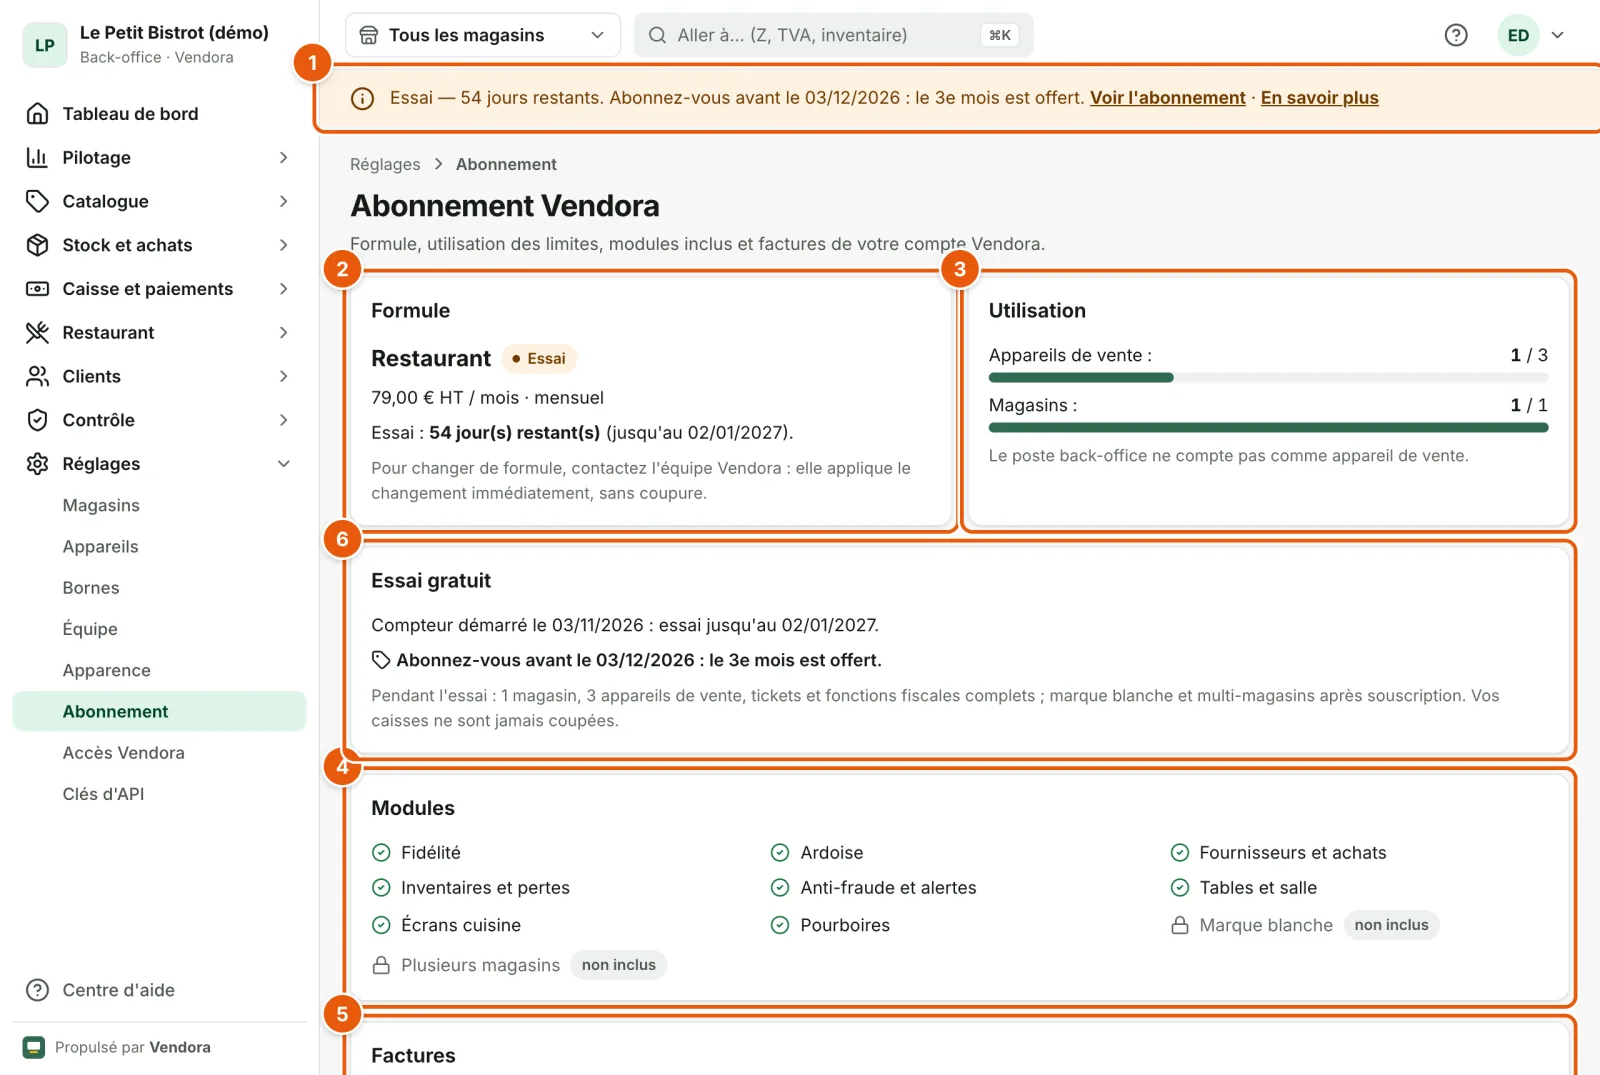 LP
Le Petit Bistrot (démo)
Back-office · Vendora
Tous les magasins
Aller à... (Z, TVA, inventaire)
⌘K
ED
1
Essai — 54 jours restants. Abonnez-vous avant le 03/12/2026 : le 3e mois est offert. Voir l'abonnement · En savoir plus
Tableau de bord
Pilotage
Catalogue
Stock et achats
Caisse et paiements
Restaurant
Clients
Contrôle
Réglages
Magasins
Appareils
Bornes
Équipe
Apparence
Abonnement
Accès Vendora
Clés d'API
Centre d'aide
Propulsé par Vendora
Réglages > Abonnement
Abonnement Vendora
Formule, utilisation des limites, modules inclus et factures de votre compte Vendora.
2
Formule
Restaurant
Essai
79,00 € HT / mois · mensuel
Essai : 54 jour(s) restant(s) (jusqu'au 02/01/2027).
Pour changer de formule, contactez l'équipe Vendora : elle applique le
changement immédiatement, sans coupure.
3
Utilisation
Appareils de vente : 1 / 3
Magasins : 1 / 1
Le poste back-office ne compte pas comme appareil de vente.
6
Essai gratuit
Compteur démarré le 03/11/2026 : essai jusqu'au 02/01/2027.
Abonnez-vous avant le 03/12/2026 : le 3e mois est offert.
Pendant l'essai : 1 magasin, 3 appareils de vente, tickets et fonctions fiscales complets ; marque blanche et multi-magasins après souscription. Vos
caisses ne sont jamais coupées.
4
Modules
Fidélité
Ardoise
Fournisseurs et achats
Inventaires et pertes
Anti-fraude et alertes
Tables et salle
Écrans cuisine
Pourboires
Marque blanche non inclus
Plusieurs magasins non inclus
5
Factures